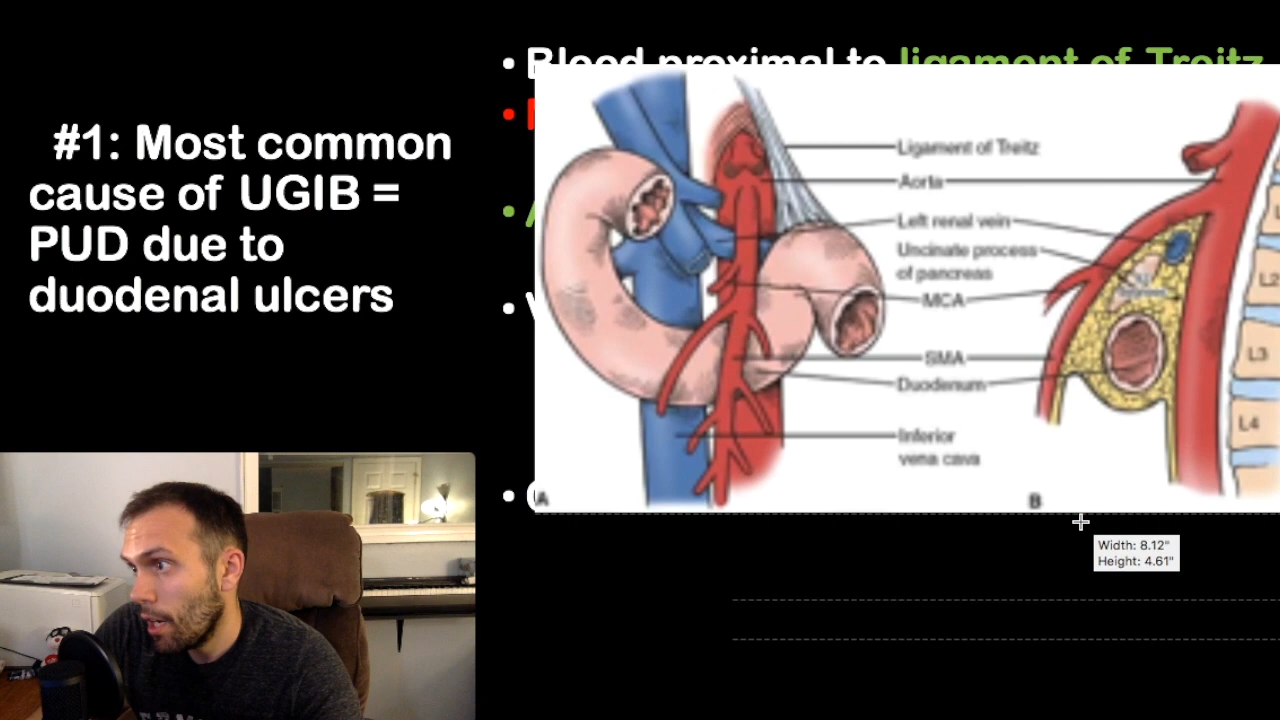 #1: Most common
cause of UGIB =
PUD due to
duodenal ulcers
• Blood proximal to ligament of Treitz
Ligament of Treitz
Aorta
Left renal vein
Uncinate process
of pancreas
MCA
SMA
Duodenum
Inferior
vena cava
A
B
L2
L3
L4
Width: 8.12"
Height: 4.61"